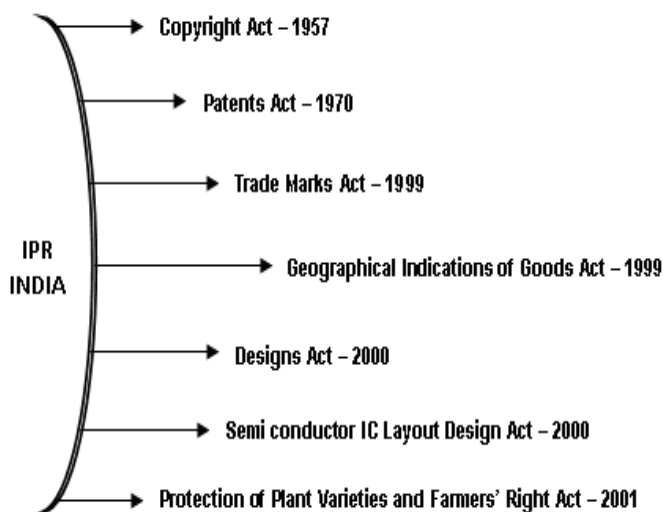 Copyright Act – 1957
Patents Act – 1970
Trade Marks Act – 1999
IPR
INDIA
Geographical Indications of Goods Act – 1999
Designs Act – 2000
Semi conductor IC Layout Design Act – 2000
Protection of Plant Varieties and Farmers' Right Act – 2001